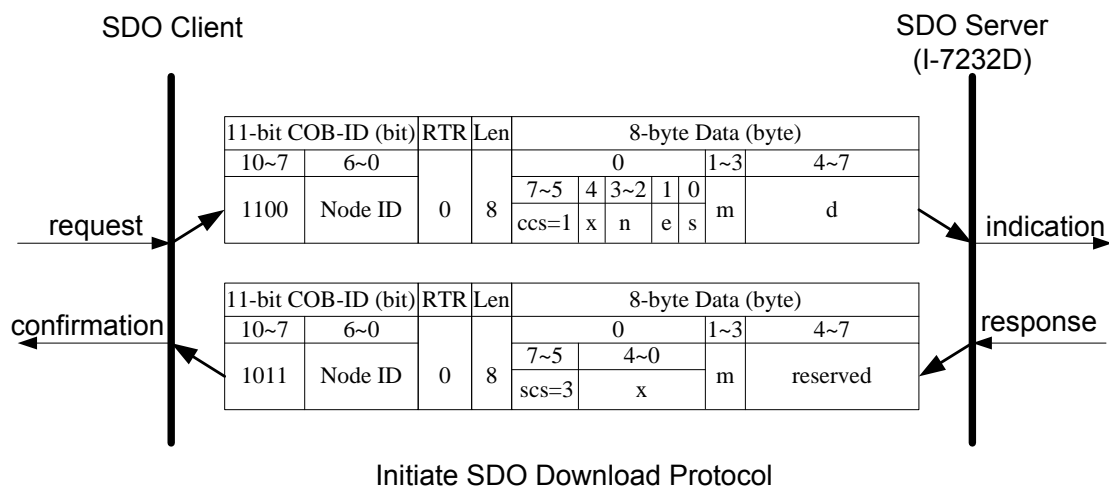 SDO Client
SDO Server
(I-7232D)
11-bit COB-ID (bit) RTR Len 8-byte Data (byte)
10~7 6~0 0 1~3 4~7
7~5 4 3~2 1 0
1100 Node ID 0 8 m d
ccs=1 x n e s
request
indication
11-bit COB-ID (bit) RTR Len 8-byte Data (byte)
10~7 6~0 0 1~3 4~7
7~5 4~0
1011 Node ID 0 8 m reserved
scs=3 x
confirmation
response
Initiate SDO Download Protocol